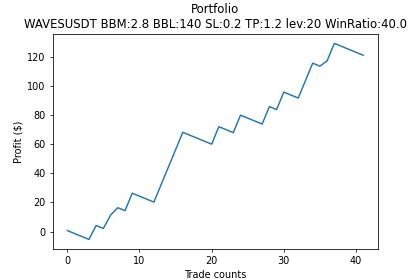 Portfolio
WAVESUSDT BBM:2.8 BBL:140 SL:0.2 TP:1.2 lev:20 WinRatio:40.0
120
100
80
60
40
20
0
Profit ($)
0 10 20 30 40
Trade counts